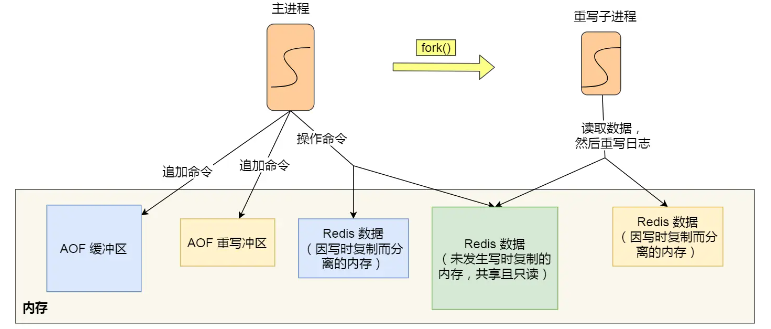 主进程
重写子进程
fork()
操作命令
追加命令
追加命令
读取数据，
然后重写日志
AOF 缓冲区
AOF 重写冲区
Redis 数据
（因写时复制而分
离的内存）
Redis 数据
（未发生写时复制的
内存，共享且只读）
Redis 数据
（因写时复制而分
离的内存）
内存